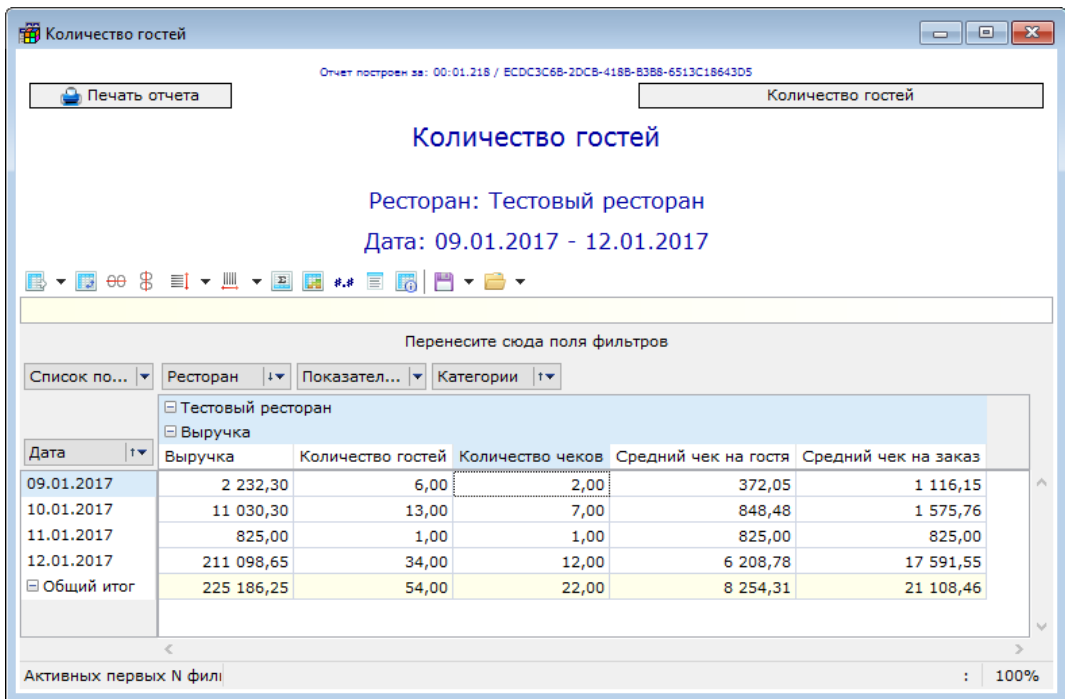 Количество гостей
Отчет построен за: 00:01.218 / ECDC3C6B-2DCB-418B-B3B8-6513C18643D5
Печать отчета Количество гостей
Количество гостей
Ресторан: Тестовый ресторан
Дата: 09.01.2017 - 12.01.2017
Перенесите сюда поля фильтров
Список по... Ресторан Показател... Категории
Тестовый ресторан
Выручка
Дата Выручка Количество гостей Количество чеков Средний чек на гостя Средний чек на заказ
09.01.2017 2 232,30 6,00 2,00 372,05 1 116,15
10.01.2017 11 030,30 13,00 7,00 848,48 1 575,76
11.01.2017 825,00 1,00 1,00 825,00 825,00
12.01.2017 211 098,65 34,00 12,00 6 208,78 17 591,55
Общий итог 225 186,25 54,00 22,00 8 254,31 21 108,46
Активных первых N фил : 100%